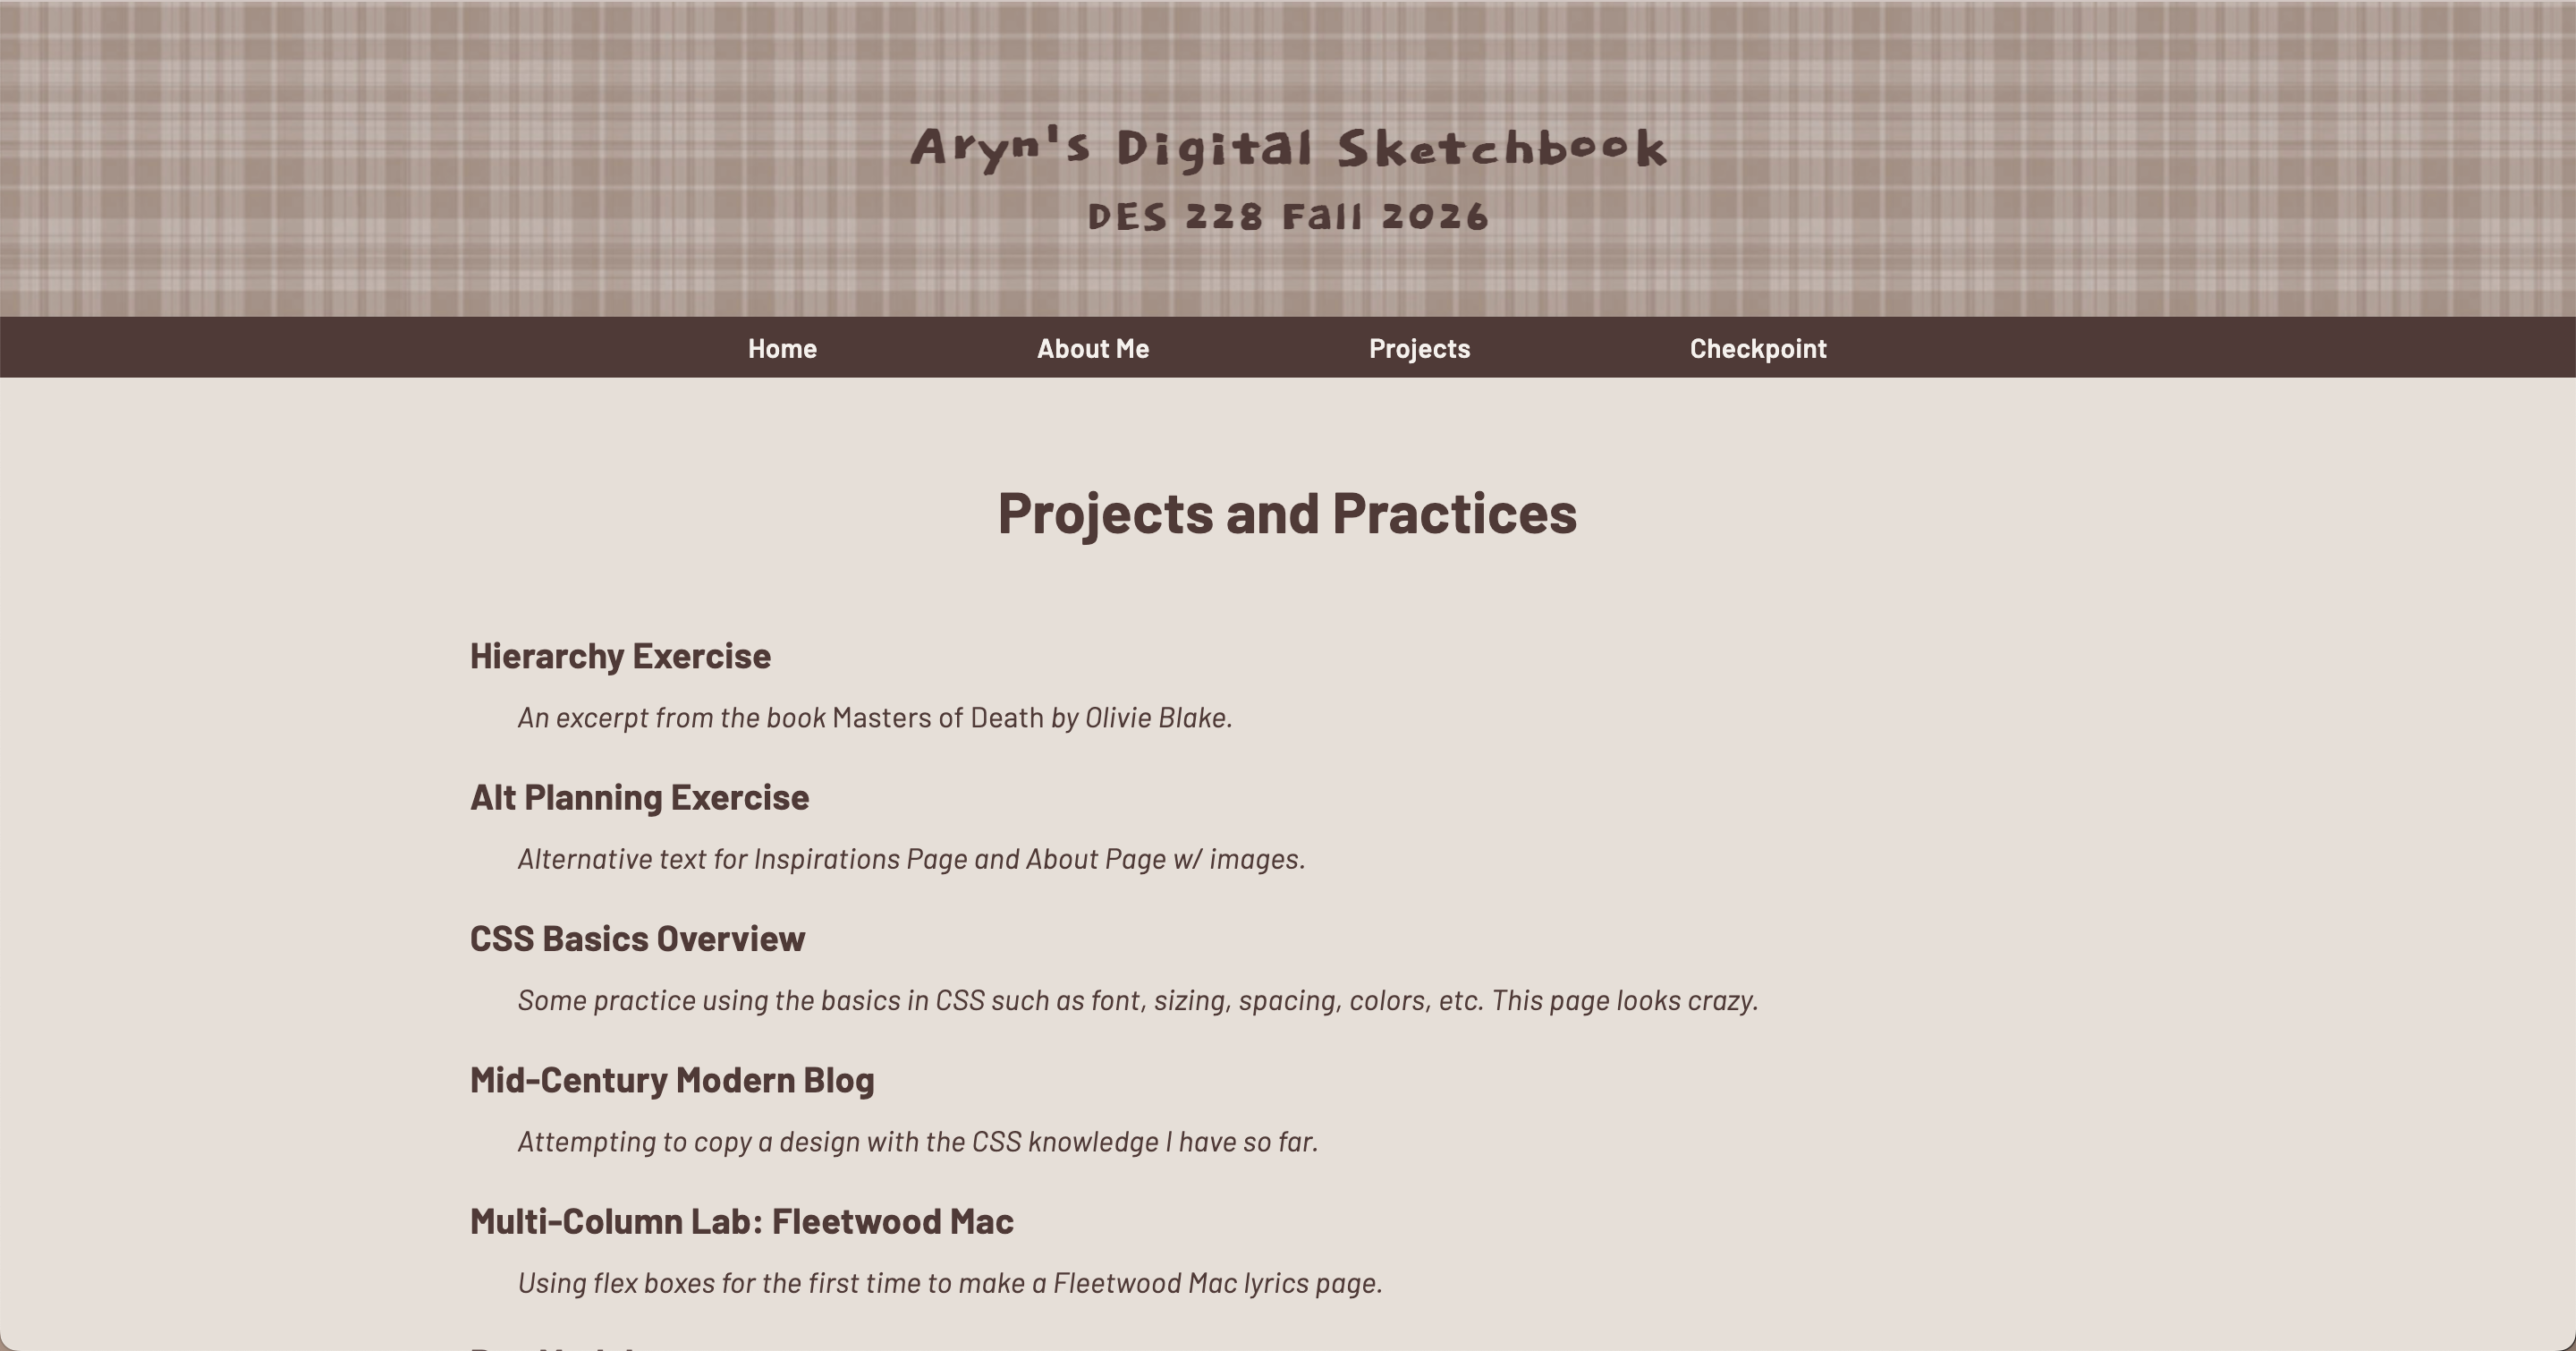 Aryn's Digital Sketchbook
DES 228 Fall 2026
Home About Me Projects Checkpoint
Projects and Practices
Hierarchy Exercise
An excerpt from the book Masters of Death by Olivie Blake.
Alt Planning Exercise
Alternative text for Inspirations Page and About Page w/ images.
CSS Basics Overview
Some practice using the basics in CSS such as font, sizing, spacing, colors, etc. This page looks crazy.
Mid-Century Modern Blog
Attempting to copy a design with the CSS knowledge I have so far.
Multi-Column Lab: Fleetwood Mac
Using flex boxes for the first time to make a Fleetwood Mac lyrics page.